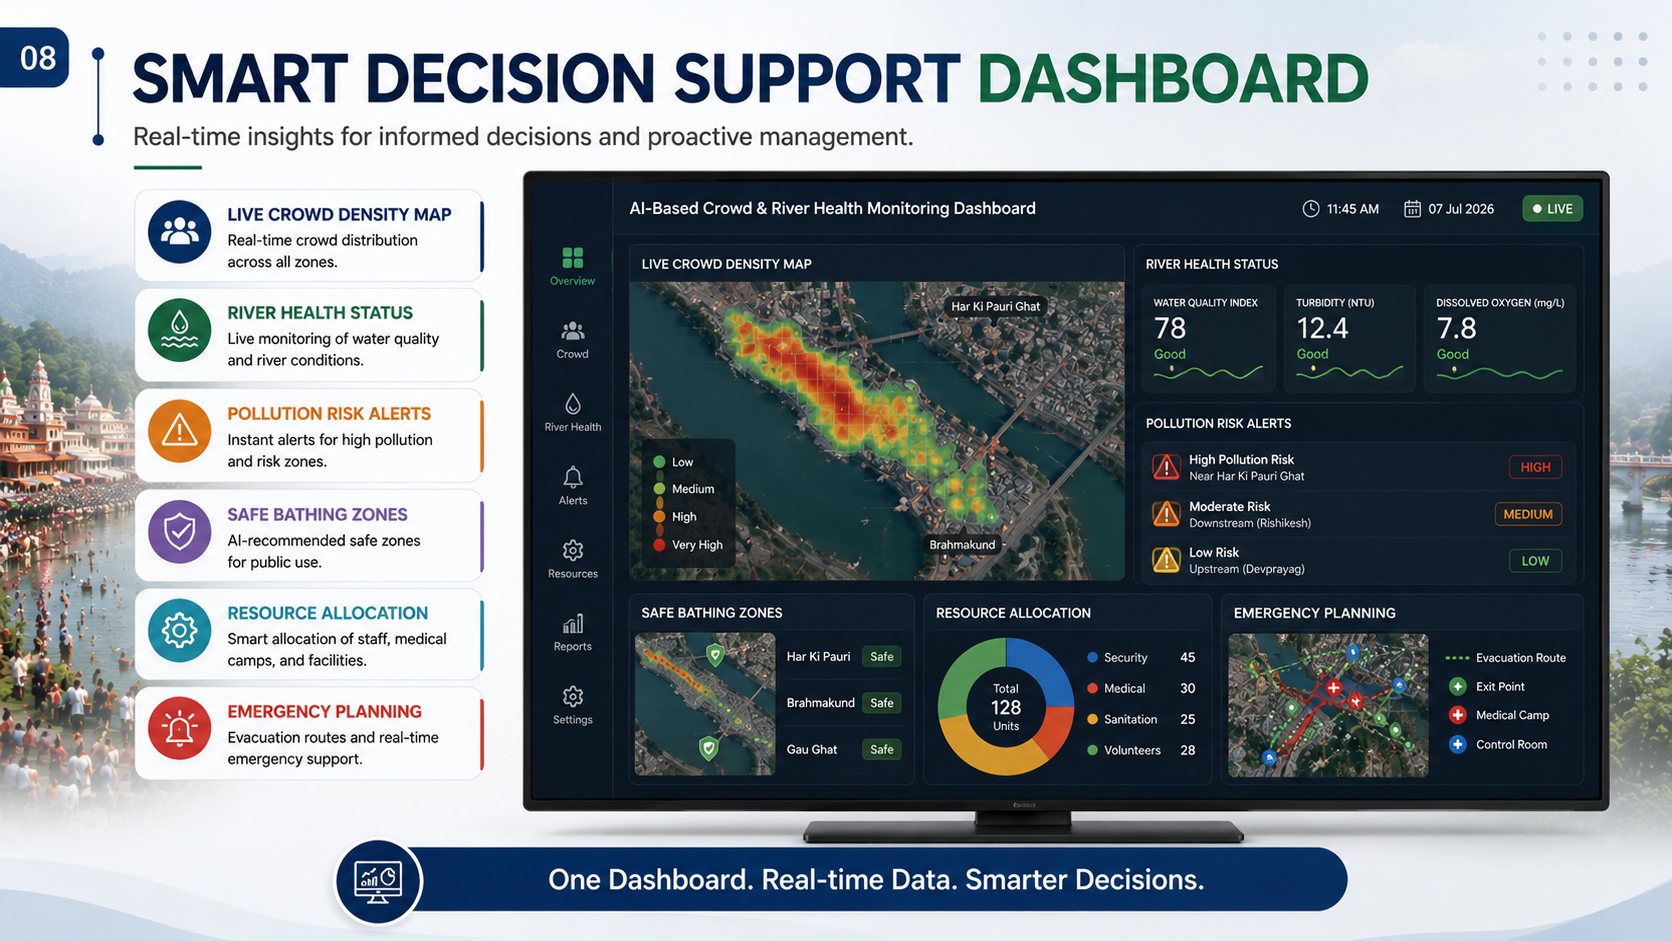 08
SMART DECISION SUPPORT DASHBOARD
Real-time insights for informed decisions and proactive management.
LIVE CROWD DENSITY MAP
Real-time crowd distribution
across all zones.
RIVER HEALTH STATUS
Live monitoring of water quality
and river conditions.
POLLUTION RISK ALERTS
Instant alerts for high pollution
and risk zones.
SAFE BATHING ZONES
AI-recommended safe zones
for public use.
RESOURCE ALLOCATION
Smart allocation of staff, medical
camps, and facilities.
EMERGENCY PLANNING
Evacuation routes and real-time
emergency support.
AI-Based Crowd & River Health Monitoring Dashboard
11:45 AM
07 Jul 2026
LIVE
Overview
Crowd
River Health
Alerts
Resources
Reports
Settings
LIVE CROWD DENSITY MAP
Har Ki Pauri Ghat
Low
Medium
High
Very High
Brahmakund
RIVER HEALTH STATUS
WATER QUALITY INDEX
78
Good
TURBIDITY (NTU)
12.4
Good
DISSOLVED OXYGEN (mg/L)
7.8
Good
POLLUTION RISK ALERTS
High Pollution Risk
Near Har Ki Pauri Ghat
HIGH
Moderate Risk
Downstream (Rishikesh)
MEDIUM
Low Risk
Upstream (Devprayag)
LOW
SAFE BATHING ZONES
Har Ki Pauri Safe
Brahmakund Safe
Gau Ghat Safe
RESOURCE ALLOCATION
Total
128
Units
Security 45
Medical 30
Sanitation 25
Volunteers 28
EMERGENCY PLANNING
Evacuation Route
Exit Point
Medical Camp
Control Room
One Dashboard. Real-time Data. Smarter Decisions.